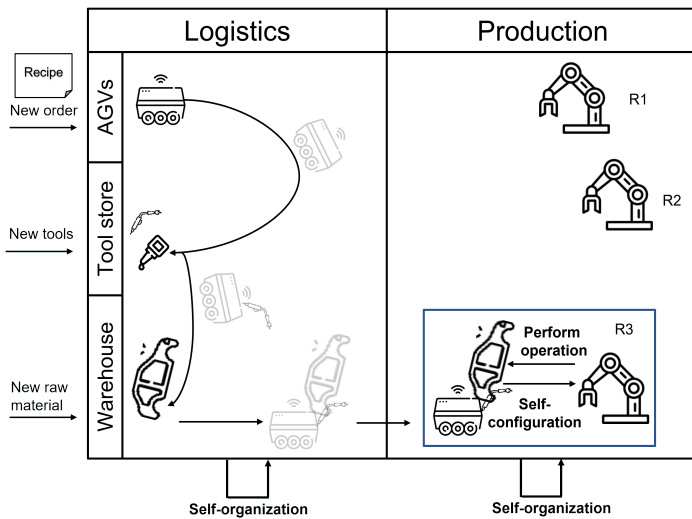 Logistics
Production
Recipe
New order
AGVs
R1
R2
New tools
Tool store
New raw
material
Warehouse
R3
Perform
operation
Self-
configuration
Self-organization
Self-organization